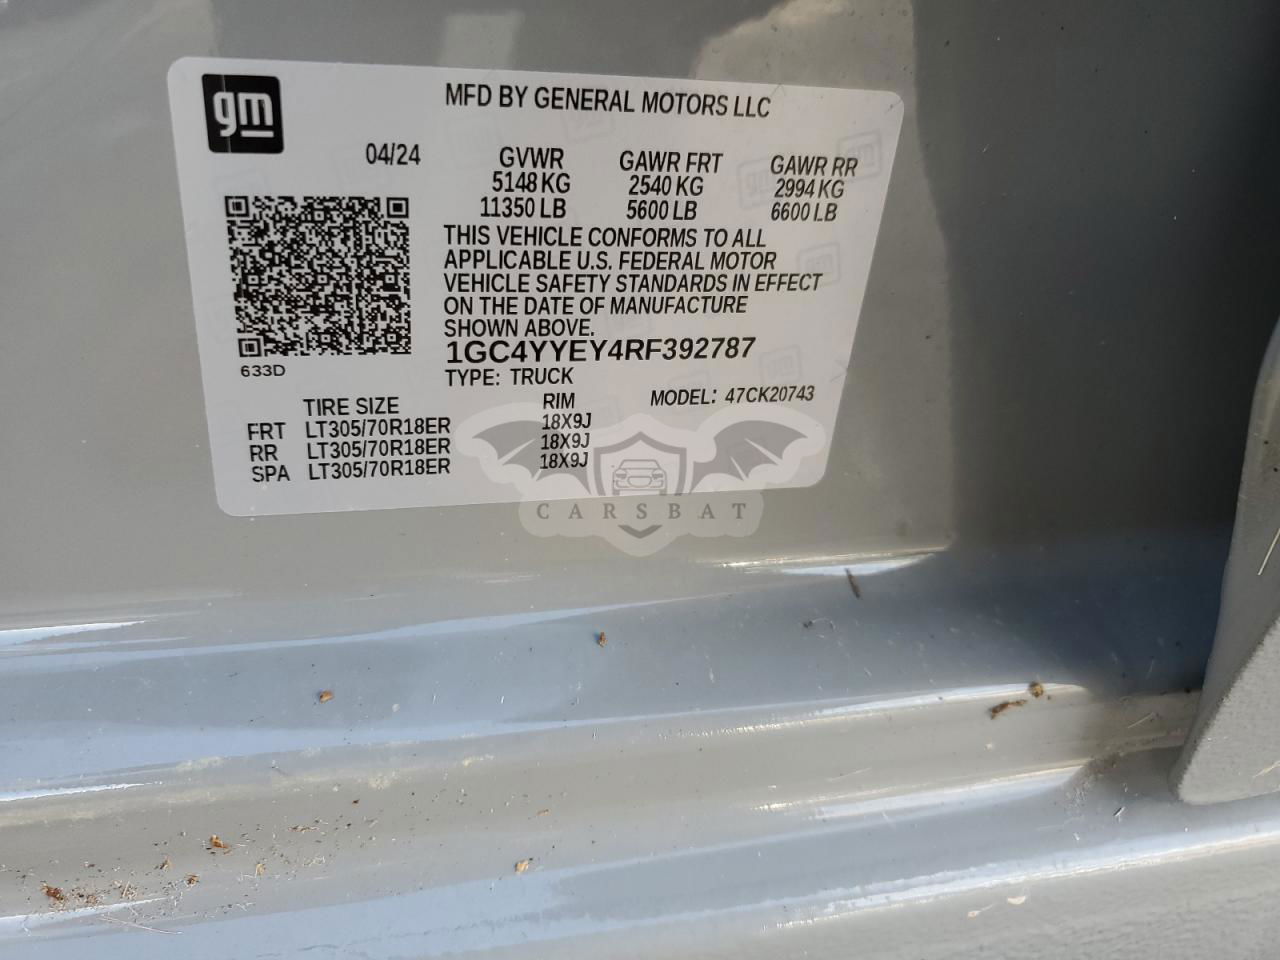 gm
MFD BY GENERAL MOTORS LLC
04/24 GVWR GAWR FRT GAWR RR
5148 KG 2540 KG 2994 KG
11350 LB 5600 LB 6600 LB
THIS VEHICLE CONFORMS TO ALL
APPLICABLE U.S. FEDERAL MOTOR
VEHICLE SAFETY STANDARDS IN EFFECT
ON THE DATE OF MANUFACTURE
SHOWN ABOVE.
1GC4YYEY4RF392787
633D
TYPE: TRUCK
MODEL: 47CK20743
TIRE SIZE RIM
FRT LT305/70R18ER 18X9J
RR LT305/70R18ER 18X9J
SPA LT305/70R18ER 18X9J
CARSBAT